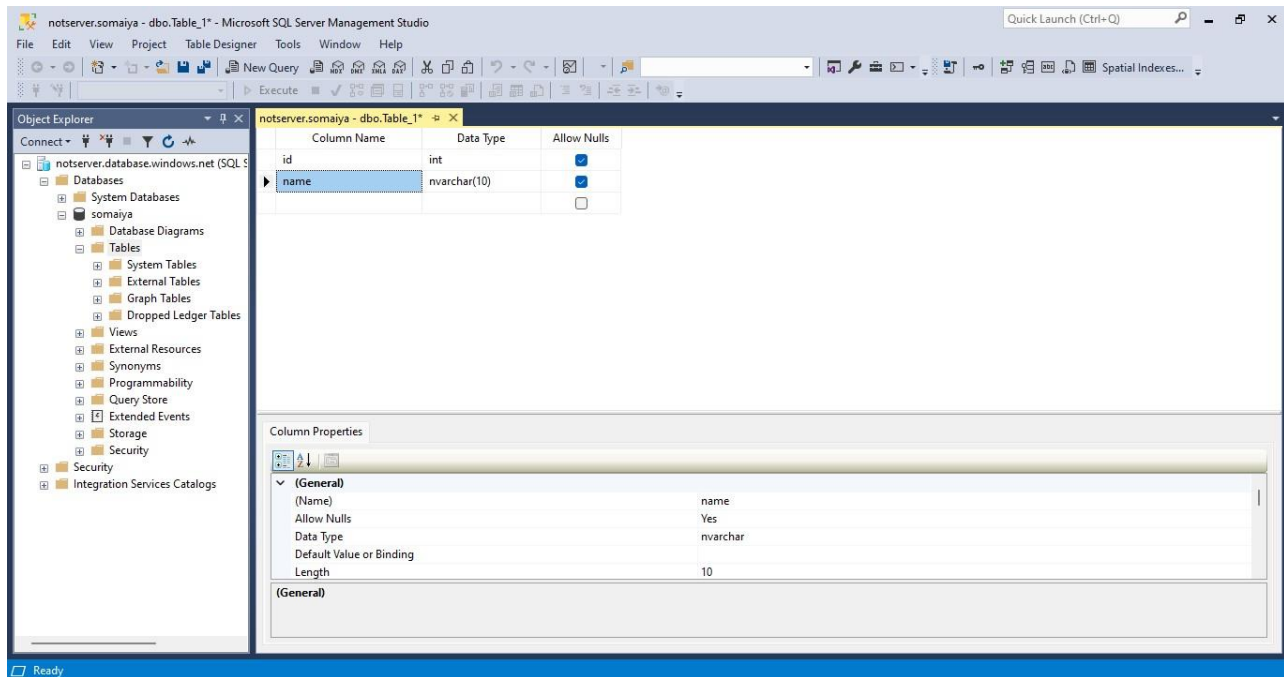 notserver.somaiya - dbo.Table_1* - Microsoft SQL Server Management Studio
Quick Launch (Ctrl+Q)
File Edit View Project Table Designer Tools Window Help
New Query MDX DMX XMLA DAX
Spatial Indexes...
Execute
Object Explorer
Connect
notserver.database.windows.net (SQL S
Databases
System Databases
somaiya
Database Diagrams
Tables
System Tables
External Tables
Graph Tables
Dropped Ledger Tables
Views
External Resources
Synonyms
Programmability
Query Store
Extended Events
Storage
Security
Security
Integration Services Catalogs
notserver.somaiya - dbo.Table_1*
Column Name Data Type Allow Nulls
id int
name nvarchar(10)
Column Properties
(General)
(Name) name
Allow Nulls Yes
Data Type nvarchar
Default Value or Binding
Length 10
(General)
Ready